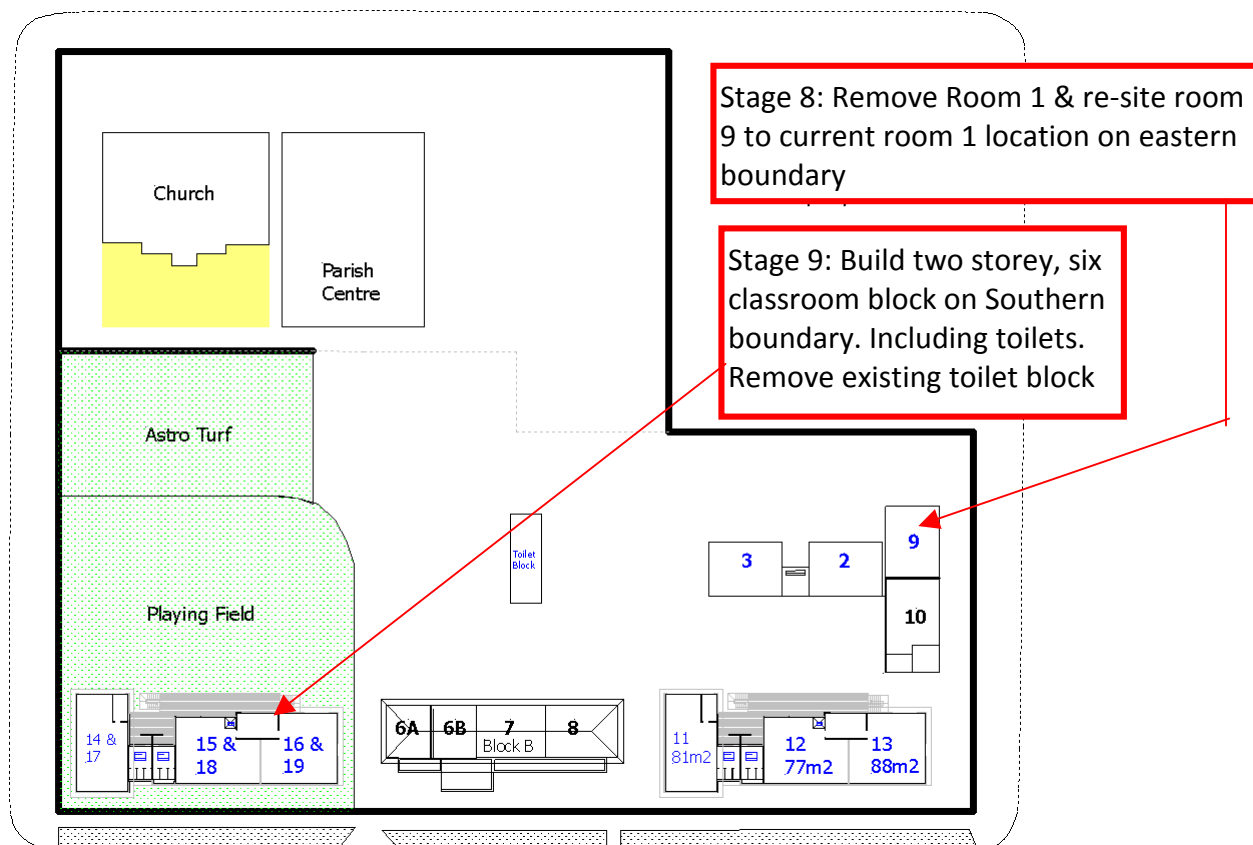 Stage 8: Remove Room 1 & re-site room
9 to current room 1 location on eastern
boundary
Church
Parish
Centre
Stage 9: Build two storey, six
classroom block on Southern
boundary. Including toilets.
Remove existing toilet block
Astro Turf
Toilet
Block
3
2
9
10
Playing Field
14 &
17
15 &
18
16 &
19
6A
6B
7
8
Block B
11
81m2
12
77m2
13
88m2